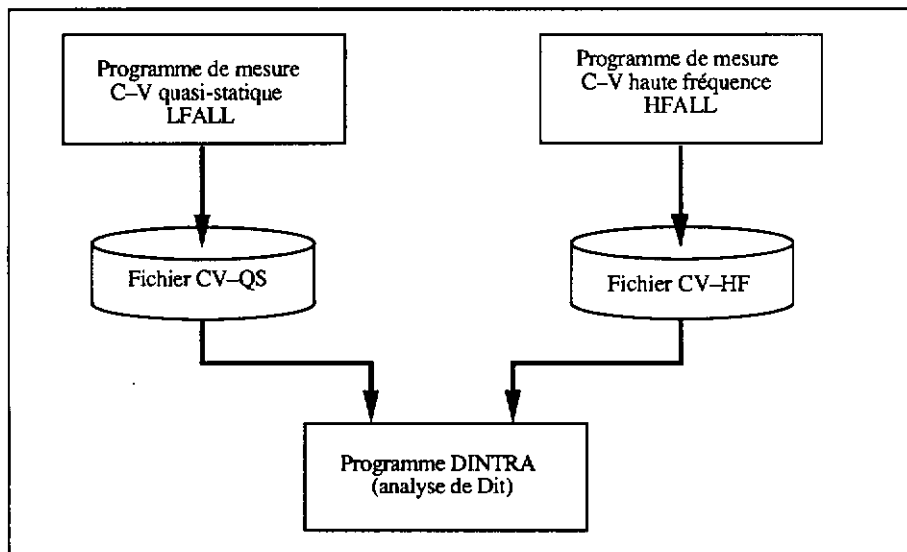 Programme de mesure
C–V quasi-statique
LFALL
Programme de mesure
C–V haute fréquence
HFALL
Fichier CV–QS
Fichier CV–HF
Programme DINTRA
(analyse de Dit)